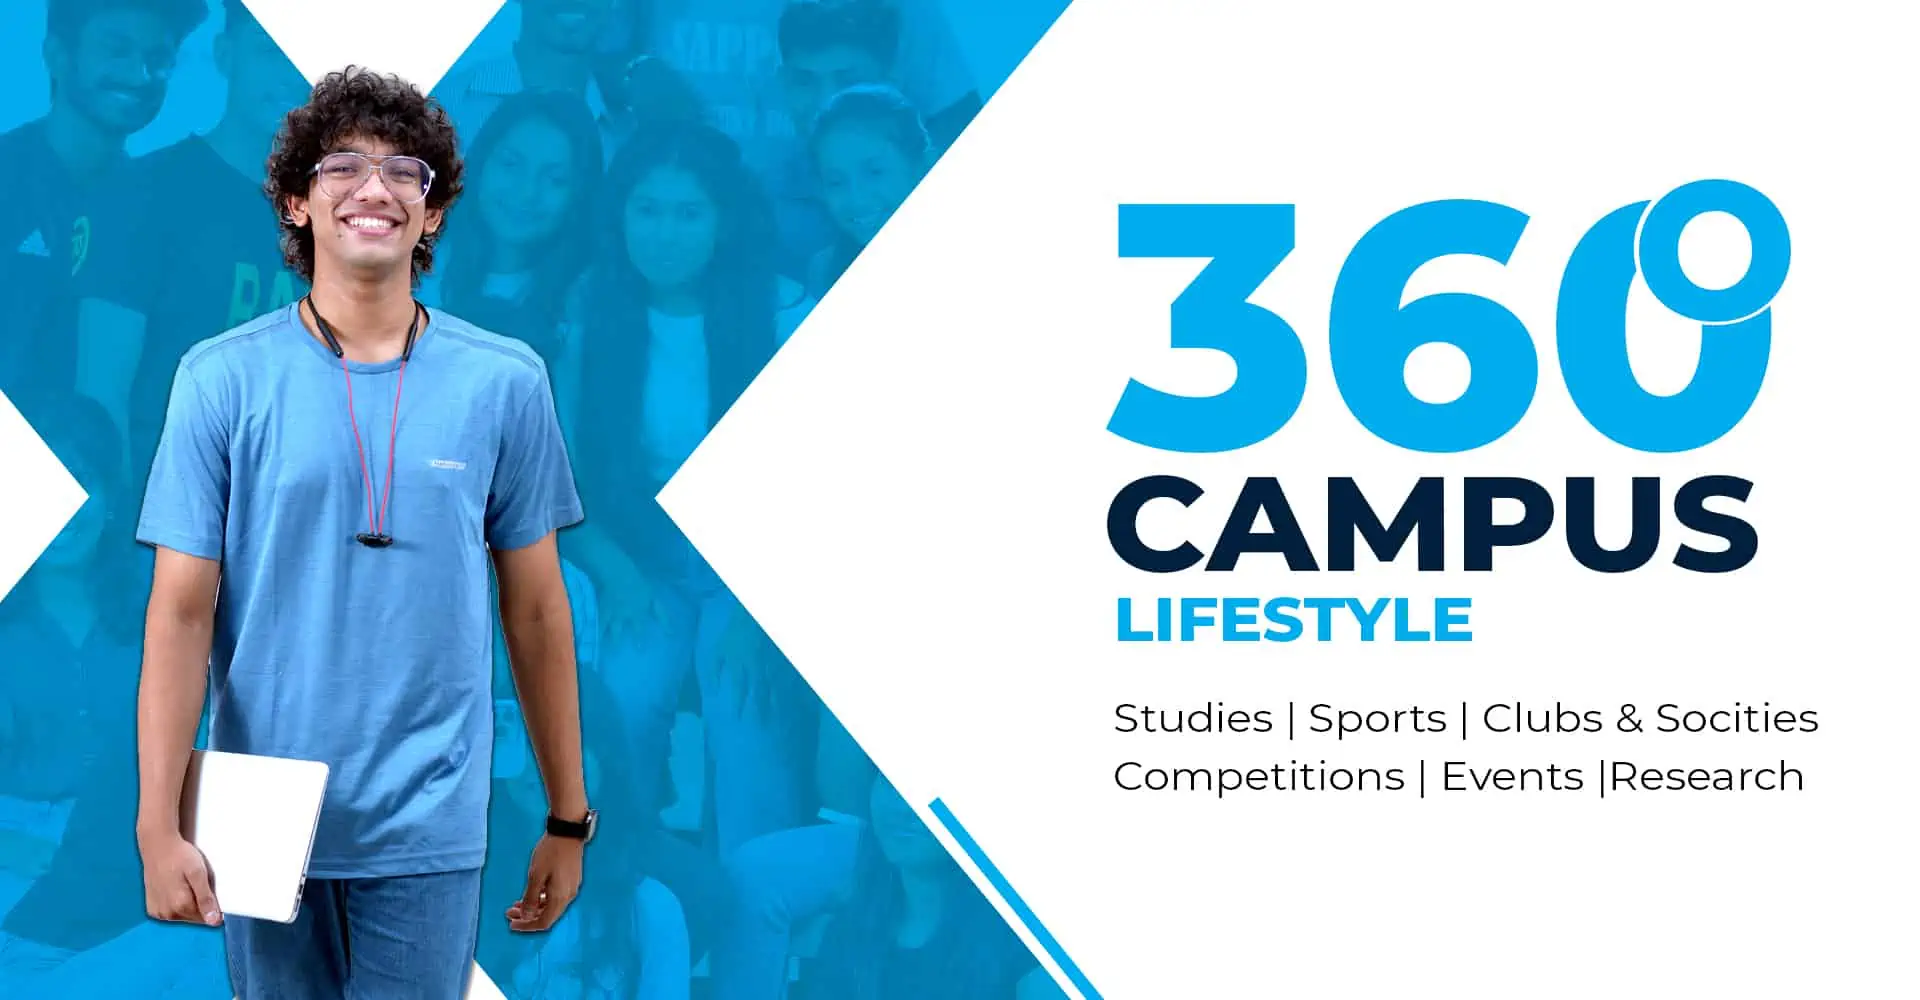 360°
CAMPUS
LIFESTYLE
Studies | Sports | Clubs & Socities
Competitions | Events |Research